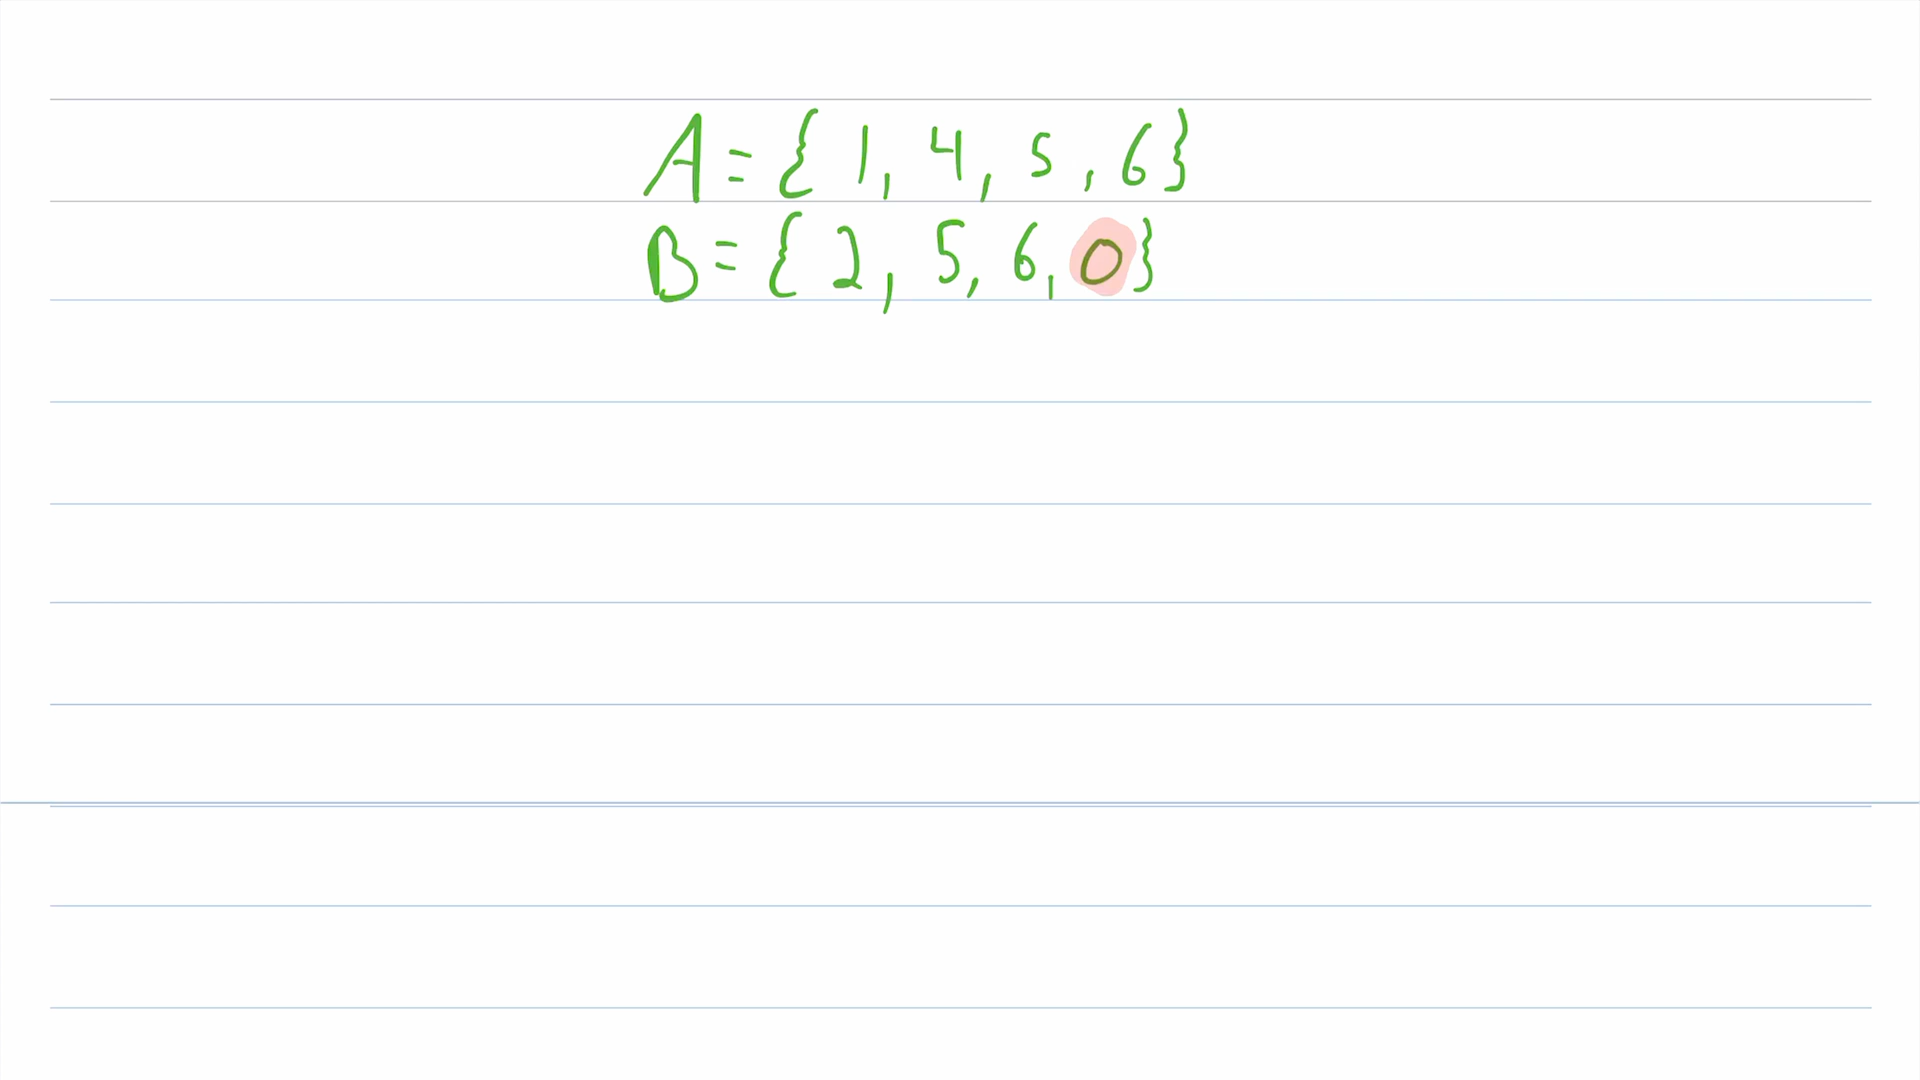 A = { 1, 4, 5, 6}
B = { 2, 5, 6, 0}